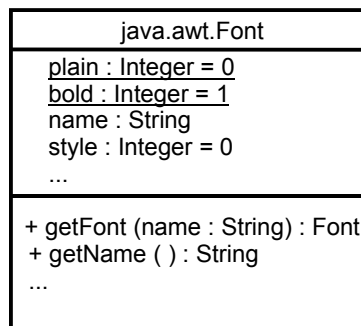 java.awt.Font
plain : Integer = 0
bold : Integer = 1
name : String
style : Integer = 0
...
+ getFont (name : String) : Font
+ getName ( ) : String
...